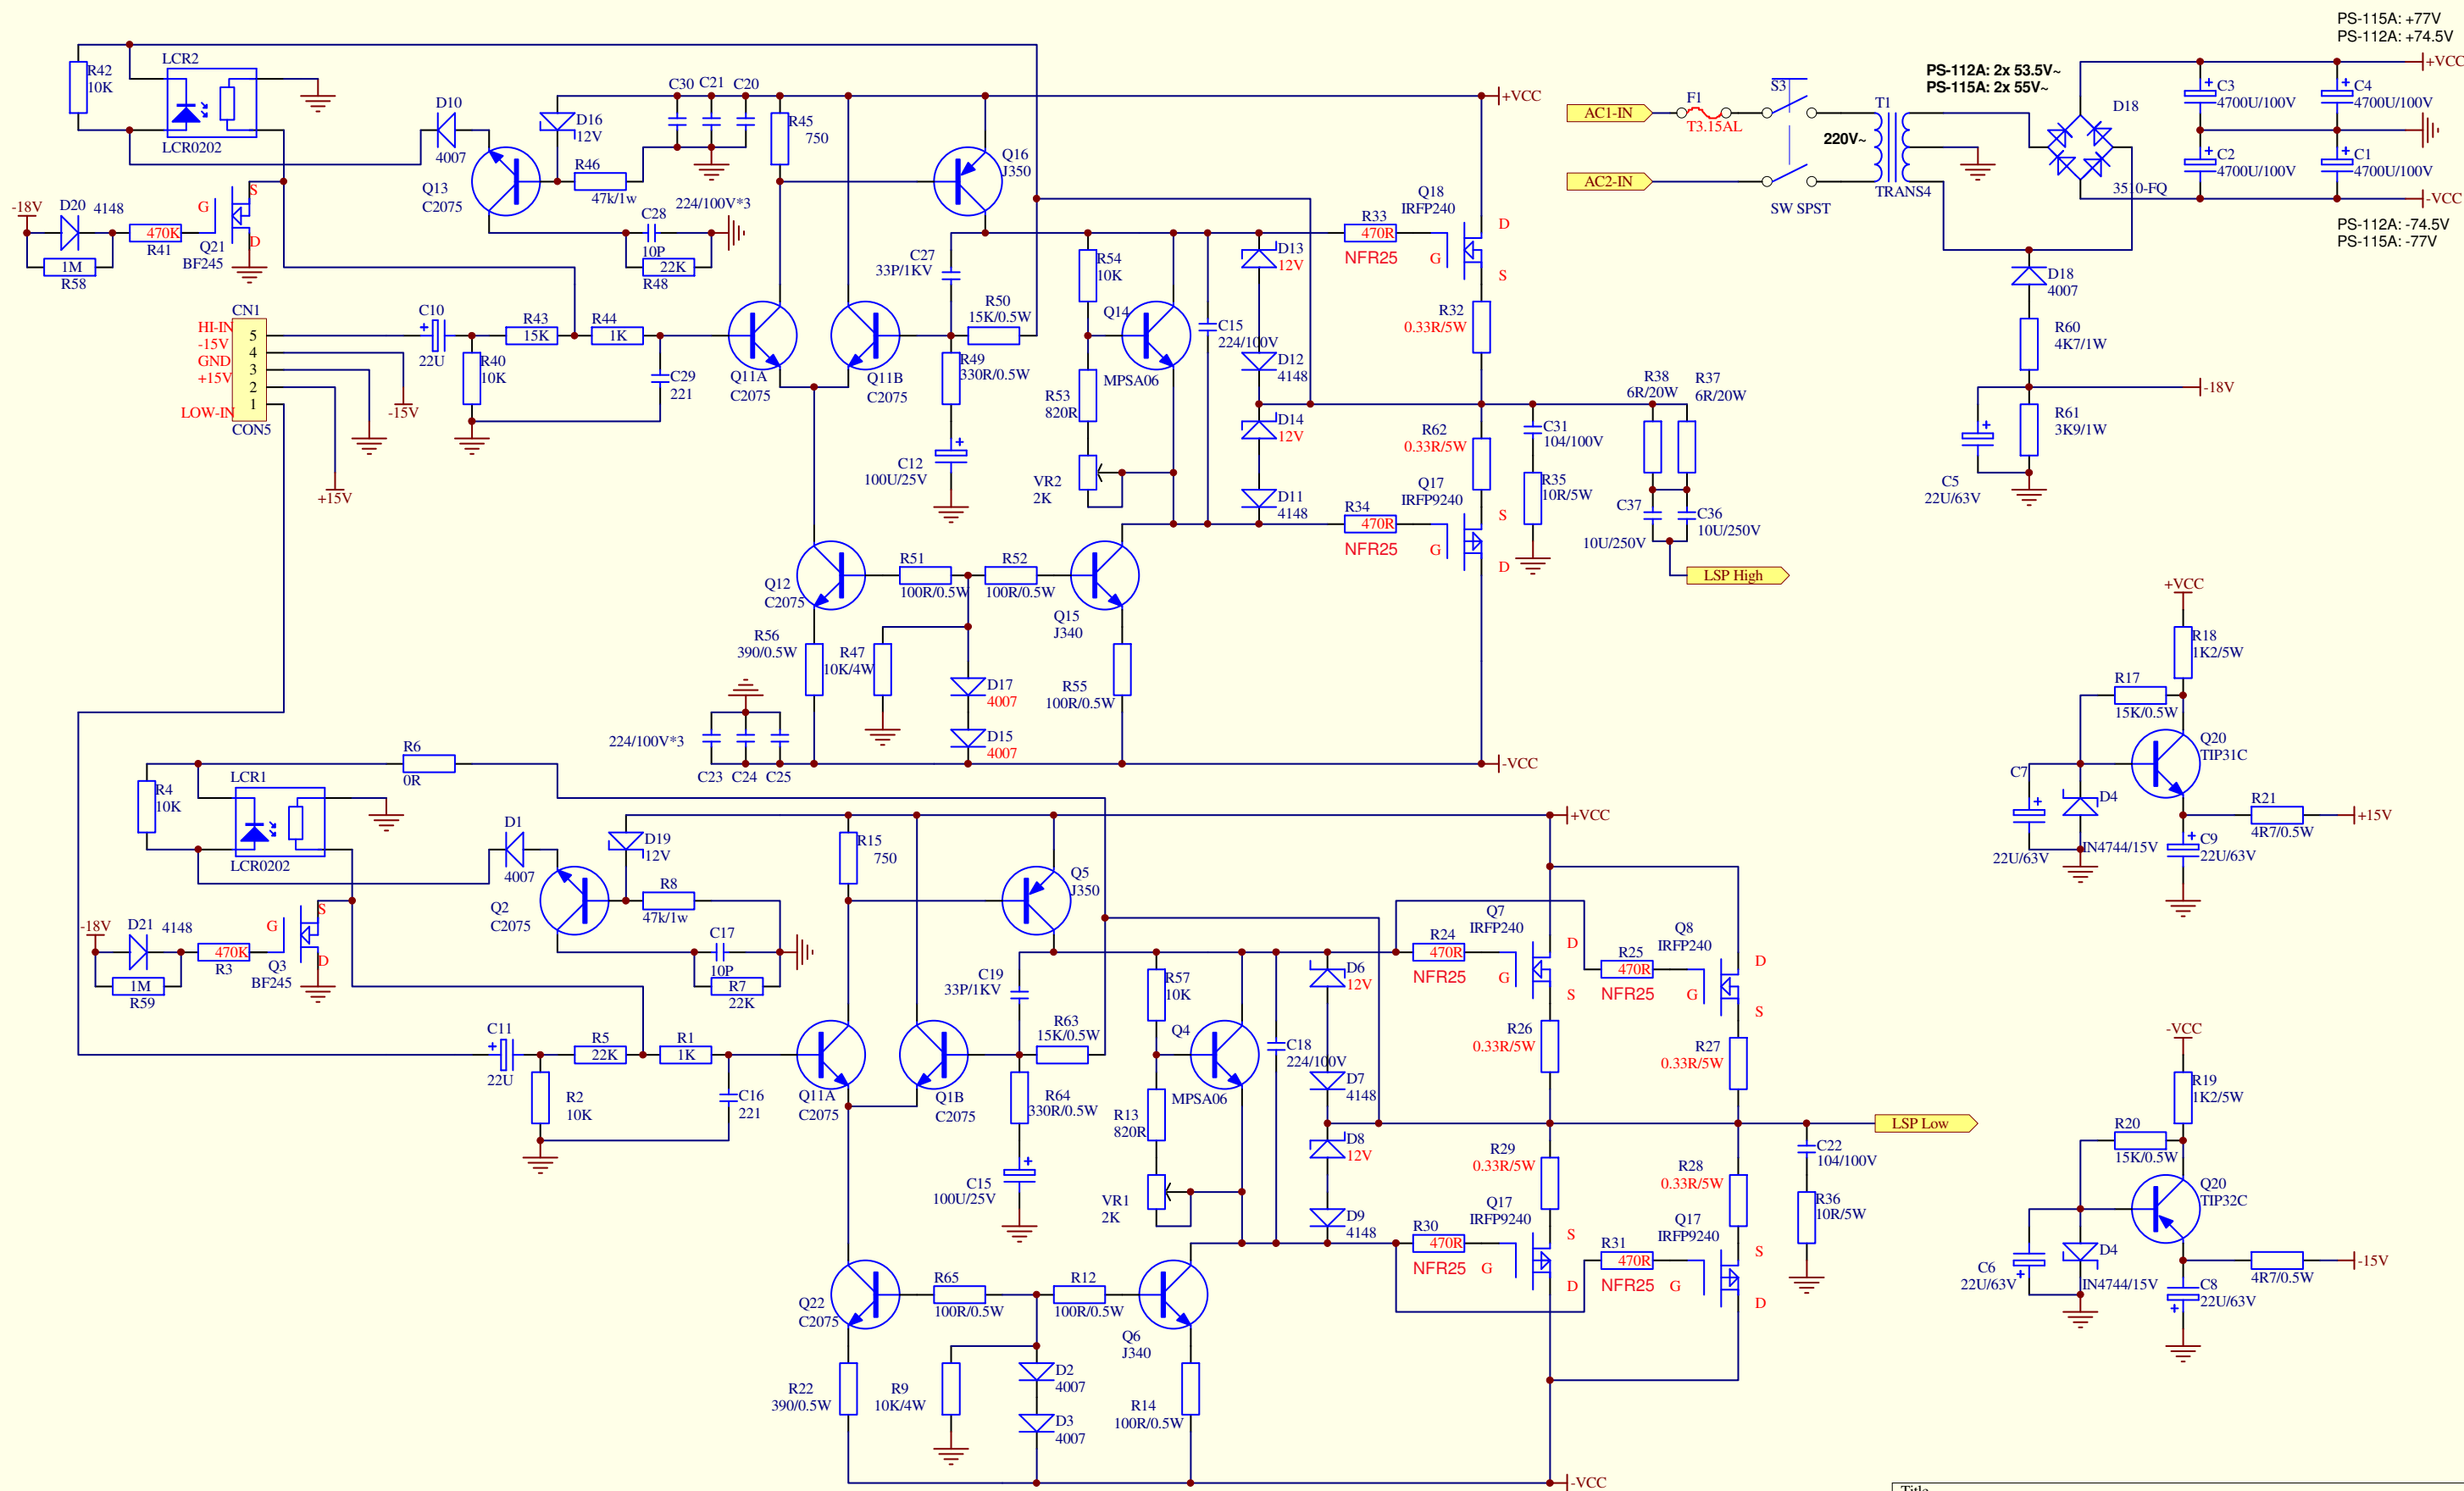 PS-115A: +77V
PS-112A: +74.5V
+VCC
C3
4700U/100V
C4
4700U/100V
C2
4700U/100V
C1
4700U/100V
-VCC
PS-112A: -74.5V
PS-115A: -77V
PS-112A: 2x 53.5V~
PS-115A: 2x 55V~
D18
3510-FQ
AC1-IN
F1
T3.15AL
S3
T1
220V~
AC2-IN
SW SPST
TRANS4
D18
4007
R60
4K7/1W
-18V
R61
3K9/1W
C5
22U/63V
R42
10K
LCR2
LCR0202
D10
4007
Q13
C2075
D16
12V
R46
47k/1w
C30
C21
C20
224/100V*3
R45
750
+VCC
Q16
J350
C28
10P
22K
R48
-18V
D20
4148
1M
R58
470K
R41
G
S
D
Q21
BF245
CN1
HI-IN
-15V
GND
+15V
LOW-IN
5
4
3
2
1
CON5
-15V
+15V
C10
22U
R40
10K
R43
15K
R44
1K
C29
221
Q11A
C2075
Q11B
C2075
C27
33P/1KV
R50
15K/0.5W
R49
330R/0.5W
C12
100U/25V
R54
10K
Q14
MPSA06
R53
820R
VR2
2K
C15
224/100V
D13
12V
D12
4148
D14
12V
D11
4148
R33
470R
NFR25
Q18
IRFP240
D
G
S
R32
0.33R/5W
R62
0.33R/5W
R34
470R
NFR25
Q17
IRFP9240
S
G
D
C31
104/100V
R35
10R/5W
R38
6R/20W
R37
6R/20W
C37
10U/250V
C36
10U/250V
LSP High
Q12
C2075
R51
100R/0.5W
R52
100R/0.5W
Q15
J340
R56
390/0.5W
R47
10K/4W
D17
4007
D15
4007
R55
100R/0.5W
224/100V*3
C23
C24
C25
-VCC
+VCC
R18
1K2/5W
R17
15K/0.5W
Q20
TIP31C
C7
22U/63V
D4
IN4744/15V
C9
22U/63V
R21
4R7/0.5W
+15V
-VCC
R19
1K2/5W
R20
15K/0.5W
Q20
TIP32C
C6
22U/63V
D4
IN4744/15V
C8
22U/63V
4R7/0.5W
-15V
R4
10K
LCR1
LCR0202
R6
0R
D1
4007
Q2
C2075
D19
12V
R8
47k/1w
C17
10P
R7
22K
R15
750
+VCC
Q5
J350
-18V
D21
4148
1M
R59
470K
R3
G
S
D
Q3
BF245
C11
22U
R2
10K
R5
22K
R1
1K
C16
221
Q11A
C2075
Q1B
C2075
C19
33P/1KV
R63
15K/0.5W
R64
330R/0.5W
C15
100U/25V
R57
10K
Q4
MPSA06
R13
820R
VR1
2K
C18
224/100V
D6
12V
D7
4148
D8
12V
D9
4148
R24
470R
NFR25
Q7
IRFP240
D
G
S
R25
470R
NFR25
Q8
IRFP240
D
G
S
R26
0.33R/5W
R27
0.33R/5W
LSP Low
R29
0.33R/5W
R28
0.33R/5W
C22
104/100V
R36
10R/5W
R30
470R
NFR25
Q17
IRFP9240
S
G
D
R31
470R
NFR25
Q17
IRFP9240
S
G
D
Q22
C2075
R65
100R/0.5W
R12
100R/0.5W
Q6
J340
R22
390/0.5W
R9
10K/4W
D2
4007
D3
4007
R14
100R/0.5W
-VCC
Title